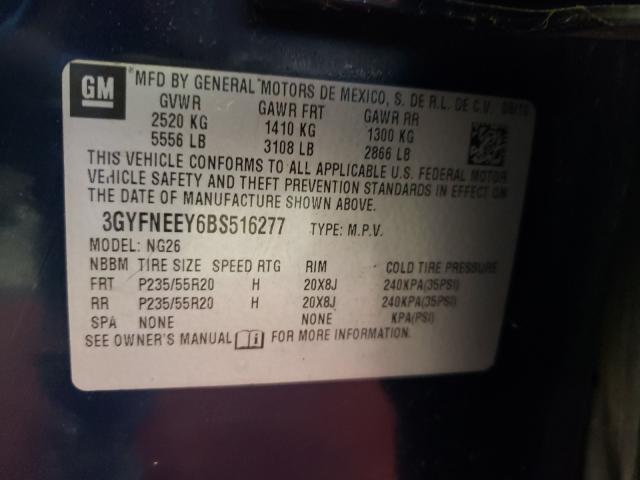 GM
MFD BY GENERAL MOTORS DE MEXICO, S. DE R.L. DE C.V. 08/10
GVWR GAWR FRT GAWR RR
2520 KG 1410 KG 1300 KG
5556 LB 3108 LB 2866 LB
THIS VEHICLE CONFORMS TO ALL APPLICABLE U.S. FEDERAL MOTOR
VEHICLE SAFETY AND THEFT PREVENTION STANDARDS IN EFFECT ON
THE DATE OF MANUFACTURE SHOWN ABOVE.
3GYFNEEY6BS516277 TYPE: M.P.V.
MODEL: NG26
NBBM TIRE SIZE SPEED RTG RIM COLD TIRE PRESSURE
FRT P235/55R20 H 20X8J 240KPA(35PSI)
RR P235/55R20 H 20X8J 240KPA(35PSI)
SPA NONE NONE KPA(PSI)
SEE OWNER'S MANUAL FOR MORE INFORMATION.